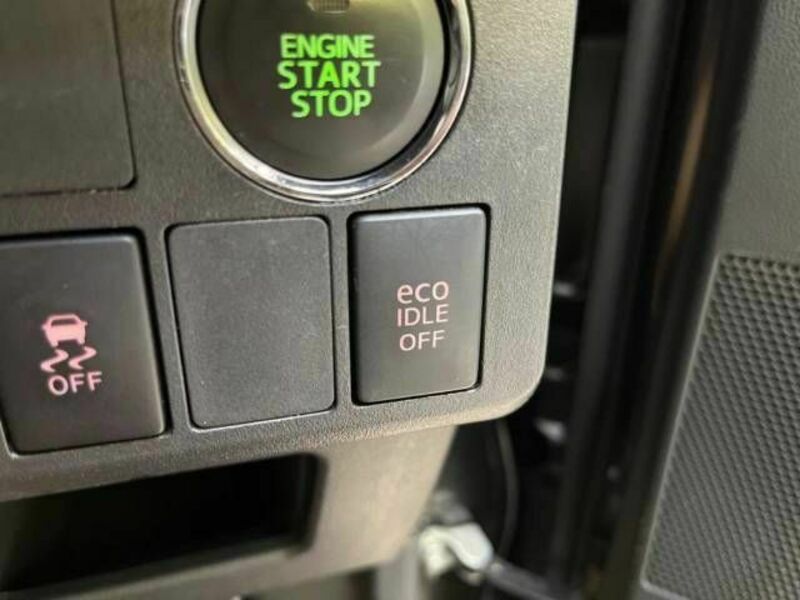 ENGINE
START
STOP
OFF
eco
IDLE
OFF